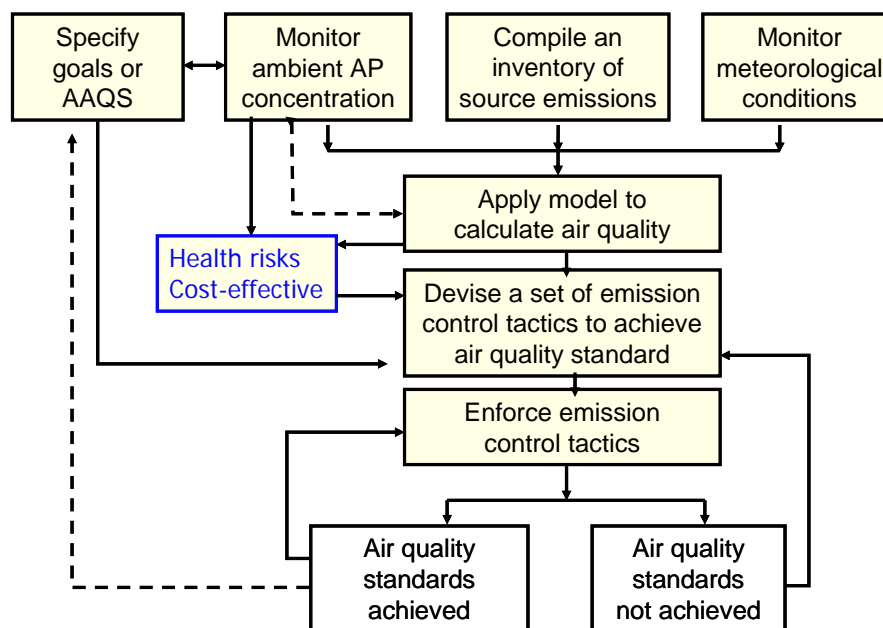 Specify
goals or
AAQS
Monitor
ambient AP
concentration
Compile an
inventory of
source emissions
Monitor
meteorological
conditions
Apply model to
calculate air quality
Health risks
Cost-effective
Devise a set of emission
control tactics to achieve
air quality standard
Enforce emission
control tactics
Air quality
standards
achieved
Air quality
standards
not achieved